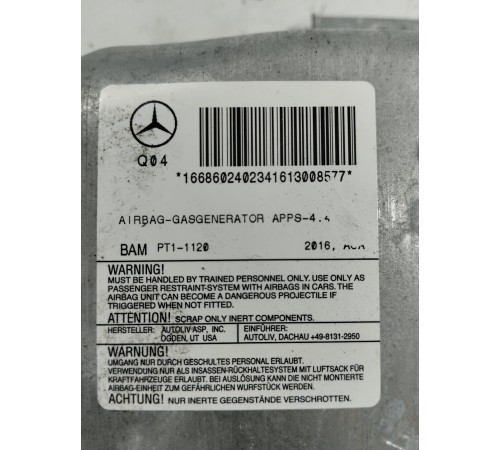 Q04
*1668602402341613008577*
AIRBAG-GASGENERATOR APPS-4.4
BAM PT1-1120 2016, ACA
WARNING!
MUST BE HANDLED BY TRAINED PERSONNEL ONLY. USE ONLY AS
PASSENGER RESTRAINT-SYSTEM WITH AIRBAGS IN CARS. THE
AIRBAG UNIT CAN BECOME A DANGEROUS PROJECTILE IF
TRIGGERED WHEN NOT FITTED.
ATTENTION! SCRAP ONLY INERT COMPONENTS.
HERSTELLER: AUTOLIV ASP, INC. EINFÜHRER:
OGDEN, UT USA AUTOLIV, DACHAU +49-8131-2950
WARNUNG!
UMGANG NUR DURCH GESCHULTES PERSONAL ERLAUBT.
VERWENDUNG NUR ALS INSASSEN-RÜCKHALTESYSTEM MIT LUFTSACK FÜR
KRAFTFAHRZEUGE ERLAUBT. BEI AUSLÖSUNG KANN DIE NICHT MONTIERTE
AIRBAG-EINHEIT ZUM GEFÄHRLICHEN WURFSTÜCK WERDEN.
ACHTUNG! NUR INERTE GEGENSTÄNDE VERSCHROTTEN.